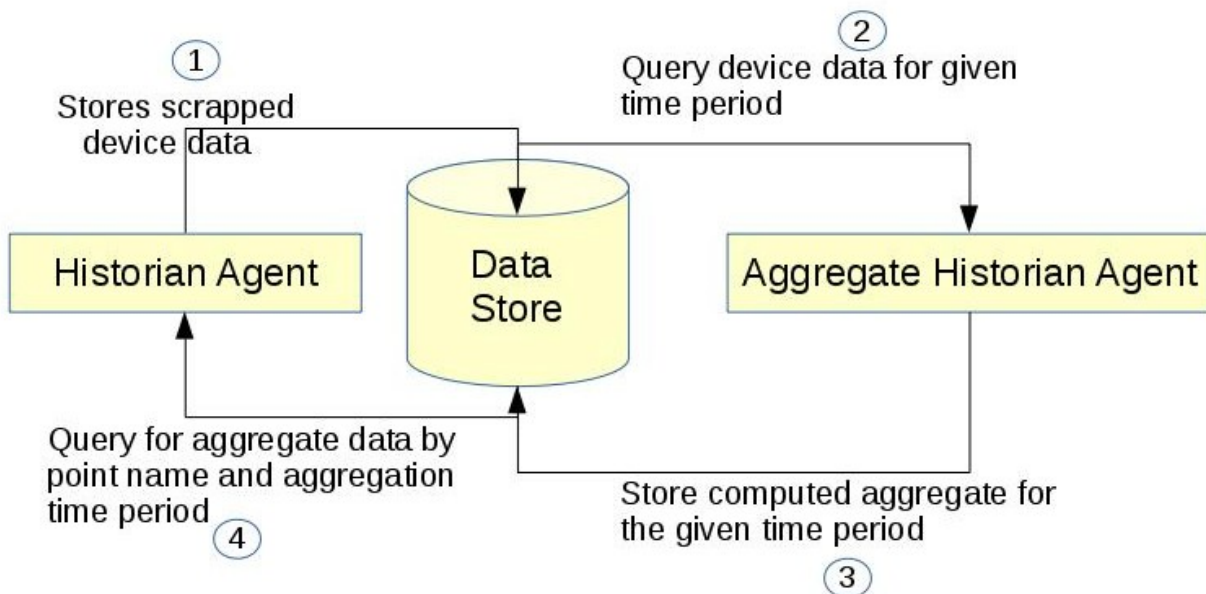 1
Stores scrapped
device data
2
Query device data for given
time period
Historian Agent
Data
Store
Aggregate Historian Agent
Query for aggregate data by
point name and aggregation
time period
4
Store computed aggregate for
the given time period
3